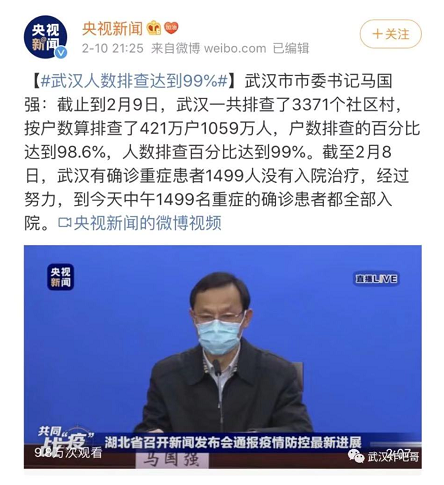 央视新闻
央视新闻
2-10 21:25 来自微博 weibo.com 已编辑
+关注
【#武汉人数排查达到99%#】武汉市市委书记马国
强：截止到2月9日，武汉一共排查了3371个社区村，
按户数算排查了421万户1059万人，户数排查的百分比
达到98.6%，人数排查百分比达到99%。截至2月8
日，武汉有确诊重症患者1499人没有入院治疗，经过
努力，到今天中午1499名重症的确诊患者都全部入
院。央视新闻的微博视频
央视
新闻
直播LIVE
共同
“战疫”
湖北省召开新闻发布会通报疫情防控最新进展
万次观看
2:07
马国强